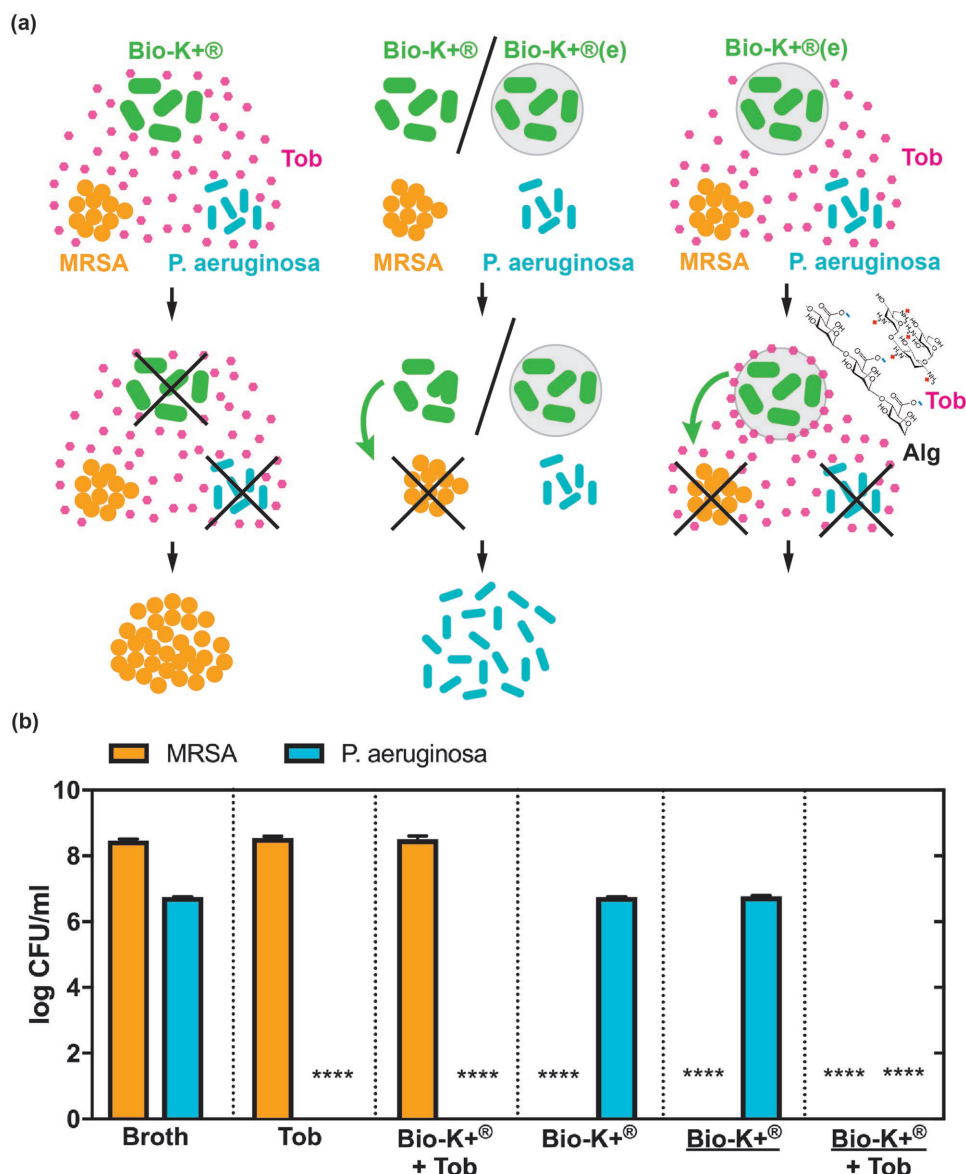 (a)
Bio-K+® Bio-K+® Bio-K+®(e) Bio-K+®(e)
Tob Tob
MRSA P. aeruginosa MRSA P. aeruginosa MRSA P. aeruginosa
Tob
Alg
(b)
MRSA P. aeruginosa
log CFU/ml
10
8
6
4
2
0
**** **** **** **** **** ****
Broth Tob Bio-K+® + Tob Bio-K+® Bio-K+® Bio-K+® + Tob